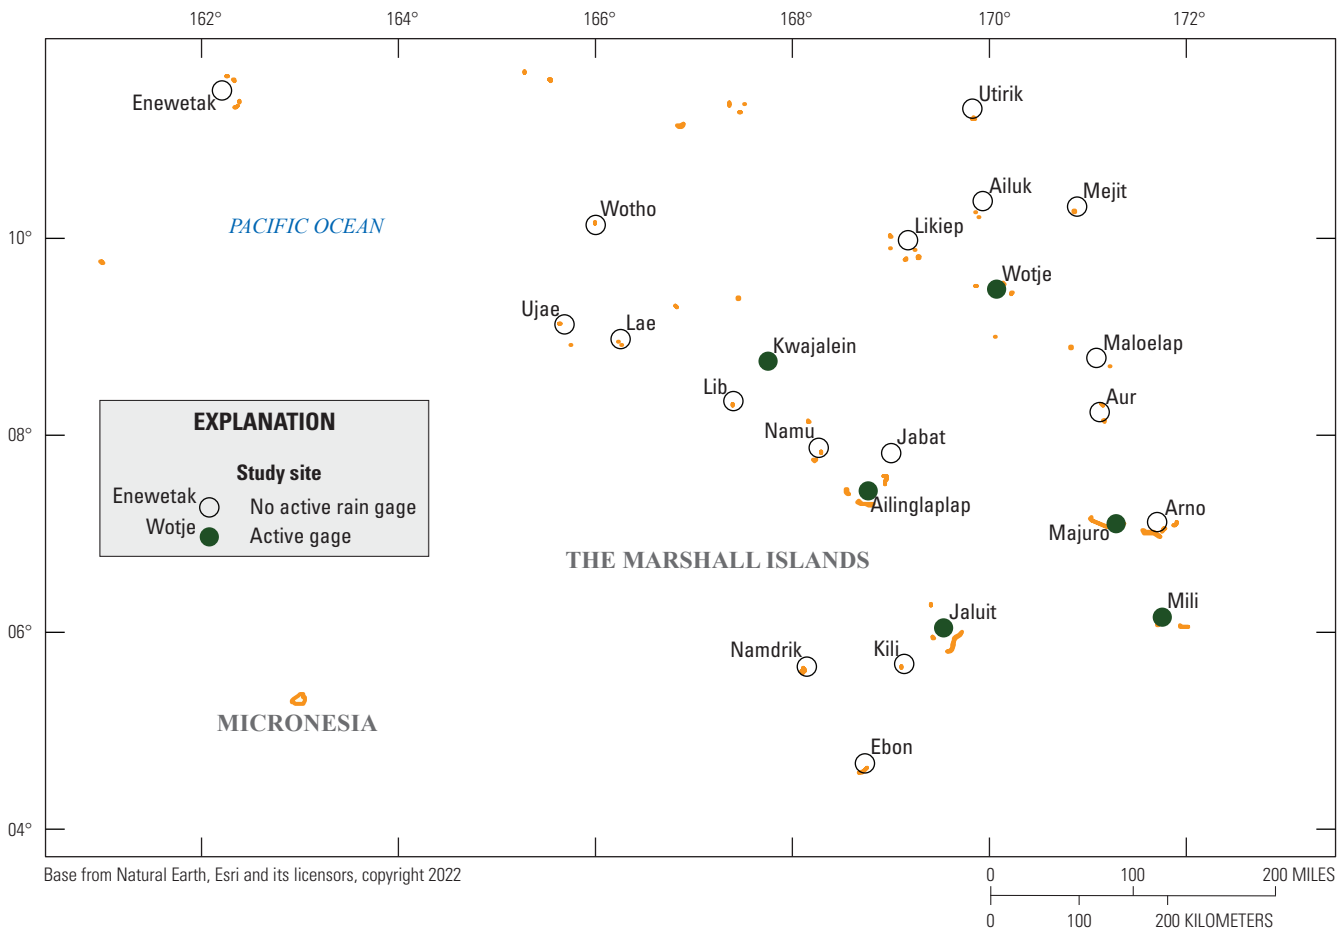 162°
164°
166°
168°
170°
172°
Enewetak
Utirik
Ailuk
Mejit
Wotho
PACIFIC OCEAN
Likiep
10°
Wotje
Ujae
Lae
Kwajalein
Maloelap
Lib
Aur
EXPLANATION
Study site
Enewetak
No active rain gage
Wotje
Active gage
08°
Namu
Jabat
Ailinglaplap
Arno
Majuro
THE MARSHALL ISLANDS
Mili
Jaluit
06°
Namdrik
Kili
MICRONESIA
Ebon
04°
Base from Natural Earth, Esri and its licensors, copyright 2022
0 100 200 MILES
0 100 200 KILOMETERS